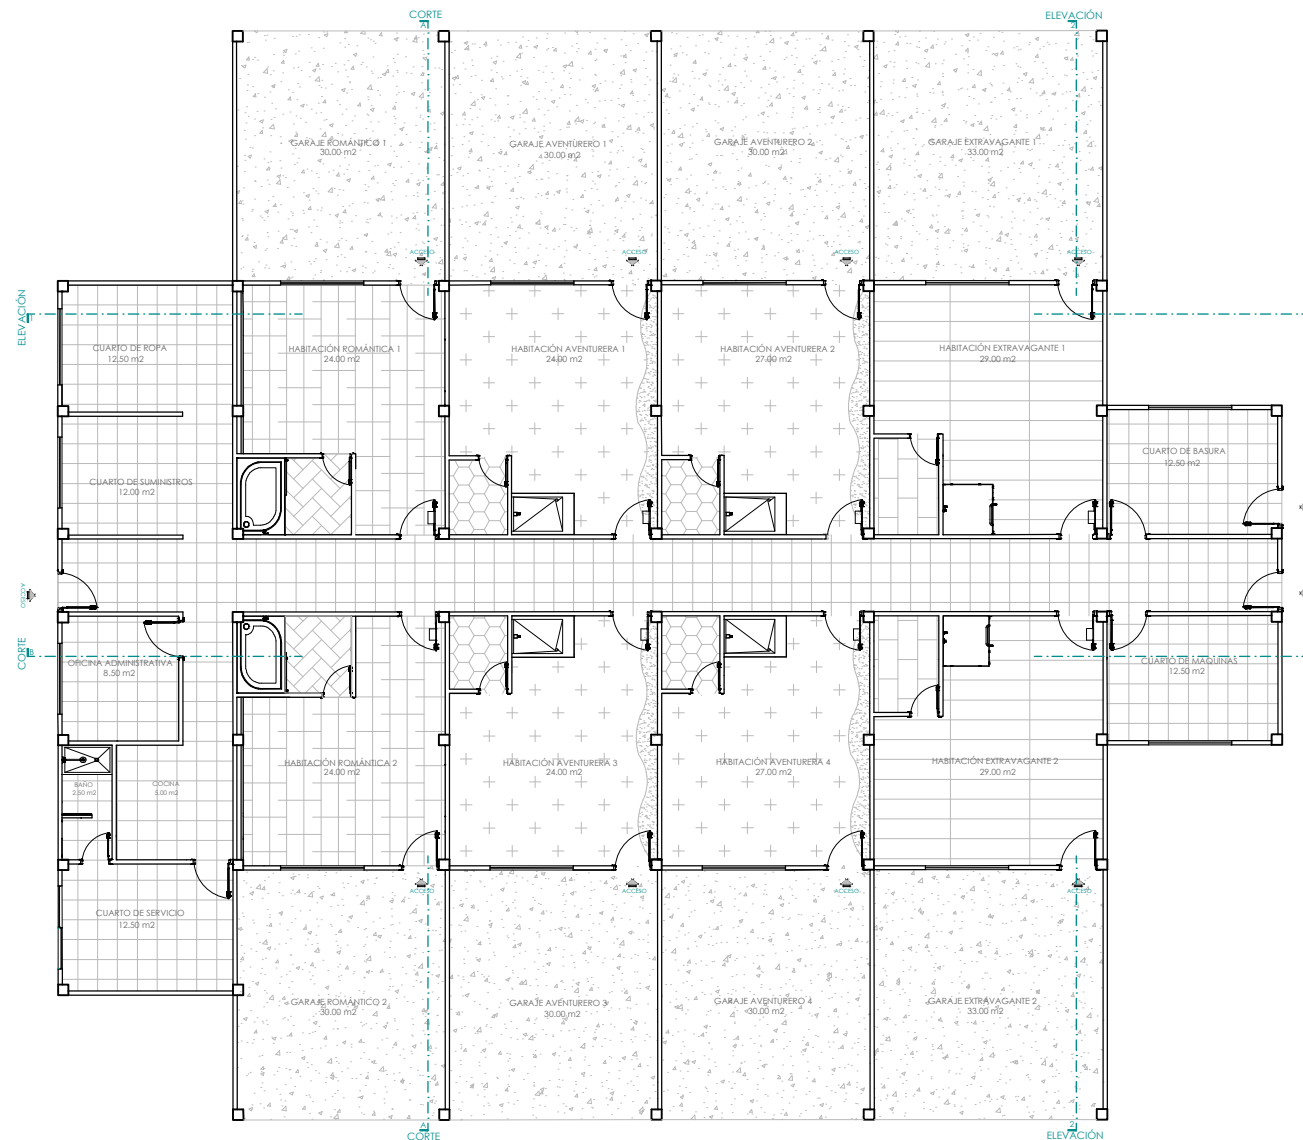 CORTE
A
ELEVACIÓN
GARAJE ROMÁNTICO 1
30.00 m2
GARAJE AVENTURERO 1
30.00 m2
GARAJE AVENTURERO 2
30.00 m2
GARAJE EXTRAVAGANTE 1
33.00 m2
ACCESO
ACCESO
ACCESO
ACCESO
ELEVACIÓN
CUARTO DE ROPA
12.50 m2
HABITACIÓN ROMÁNTICA 1
24.00 m2
HABITACIÓN AVENTURERA 1
24.00 m2
HABITACIÓN AVENTURERA 2
27.00 m2
HABITACIÓN EXTRAVAGANTE 1
29.00 m2
CUARTO DE SUMINISTROS
12.00 m2
CUARTO DE BASURA
12.50 m2
ACCESO
CORTE
B
OFICINA ADMINISTRATIVA
8.50 m2
CUARTO DE MAQUINAS
12.50 m2
HABITACIÓN ROMÁNTICA 2
24.00 m2
HABITACIÓN AVENTURERA 3
24.00 m2
HABITACIÓN AVENTURERA 4
27.00 m2
HABITACIÓN EXTRAVAGANTE 2
29.00 m2
BAÑO
2.50 m2
COCINA
5.00 m2
ACCESO
ACCESO
ACCESO
ACCESO
CUARTO DE SERVICIO
12.50 m2
GARAJE ROMÁNTICO 2
30.00 m2
GARAJE AVENTURERO 3
30.00 m2
GARAJE AVENTURERO 4
30.00 m2
GARAJE EXTRAVAGANTE 2
33.00 m2
A
CORTE
2
ELEVACIÓN